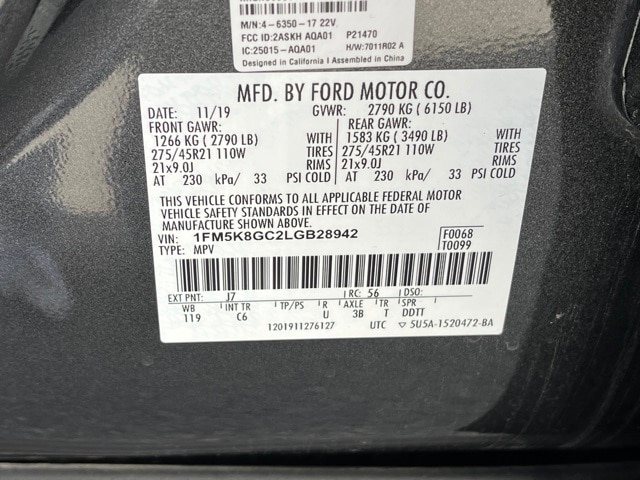 M/N:4-6350-17 22V.
FCC ID:2ASKH AQA01 P21470
IC:25015-AQA01 H/W:7011R02 A
Designed in California I Assembled in China
MFD. BY FORD MOTOR CO.
DATE: 11/19 GVWR: 2790 KG ( 6150 LB)
FRONT GAWR: REAR GAWR:
1266 KG ( 2790 LB) WITH 1583 KG ( 3490 LB) WITH
275/45R21 110W TIRES 275/45R21 110W TIRES
21x9.0J RIMS 21x9.0J RIMS
AT 230 kPa/ 33 PSI COLD AT 230 kPa/ 33 PSI COLD
THIS VEHICLE CONFORMS TO ALL APPLICABLE FEDERAL MOTOR
VEHICLE SAFETY STANDARDS IN EFFECT ON THE DATE OF
MANUFACTURE SHOWN ABOVE.
VIN: 1FM5K8GC2LGB28942 F0068
TYPE: MPV T0099
EXT PNT: J7 RC: 56 DSO:
WB INT TR TP/PS R AXLE TR SPR
119 C6 U 3B T DDTT
1201911276127 UTC 5U5A-1520472-BA